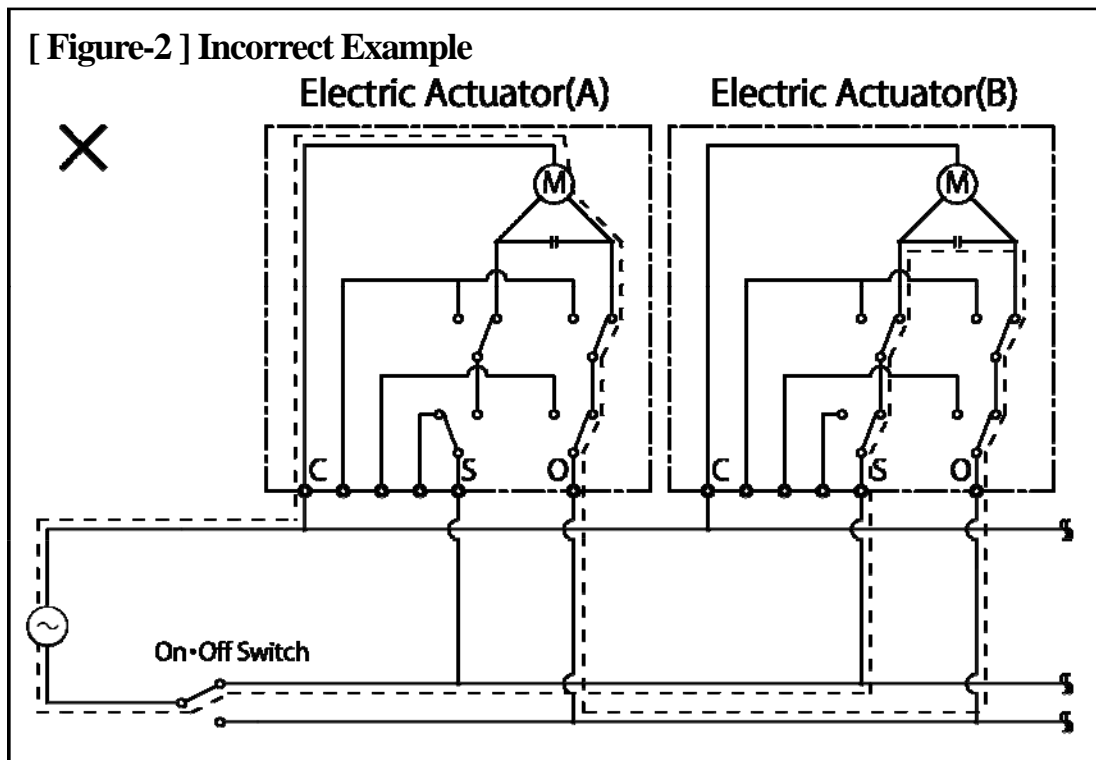 [ Figure-2 ] Incorrect Example
Electric Actuator(A) Electric Actuator(B)
M M
C S O C S O
On•Off Switch